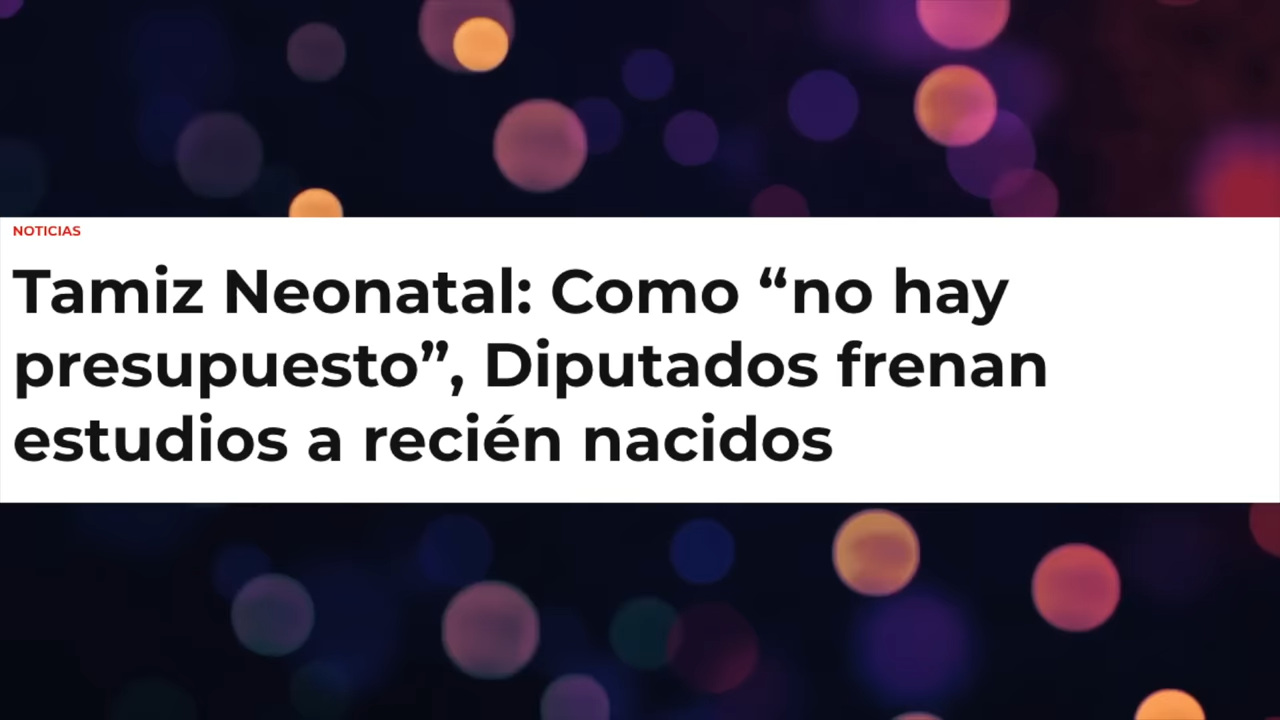 NOTICIAS
Tamiz Neonatal: Como “no hay
presupuesto”, Diputados frenan
estudios a recién nacidos